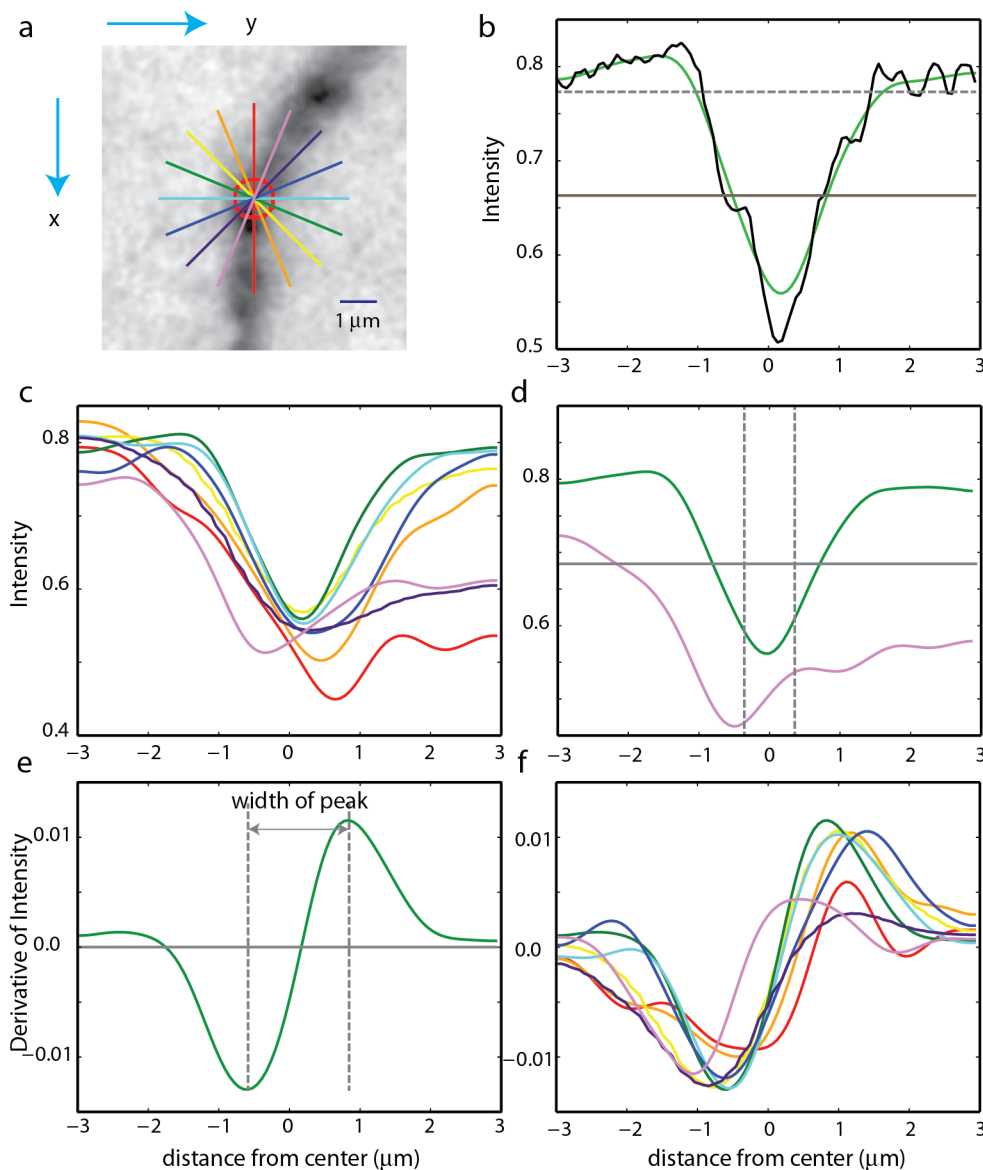 a
y
x
1 μm
b
Intensity
0.8
0.7
0.6
0.5
−3 −2 −1 0 1 2 3
c
Intensity
0.8
0.6
0.4
−3 −2 −1 0 1 2 3
d
0.8
0.6
−3 −2 −1 0 1 2 3
e
width of peak
Derivative of Intensity
0.01
0.0
−0.01
−3 −2 −1 0 1 2 3
distance from center (μm)
f
0.01
0.0
−0.01
−3 −2 −1 0 1 2 3
distance from center (μm)